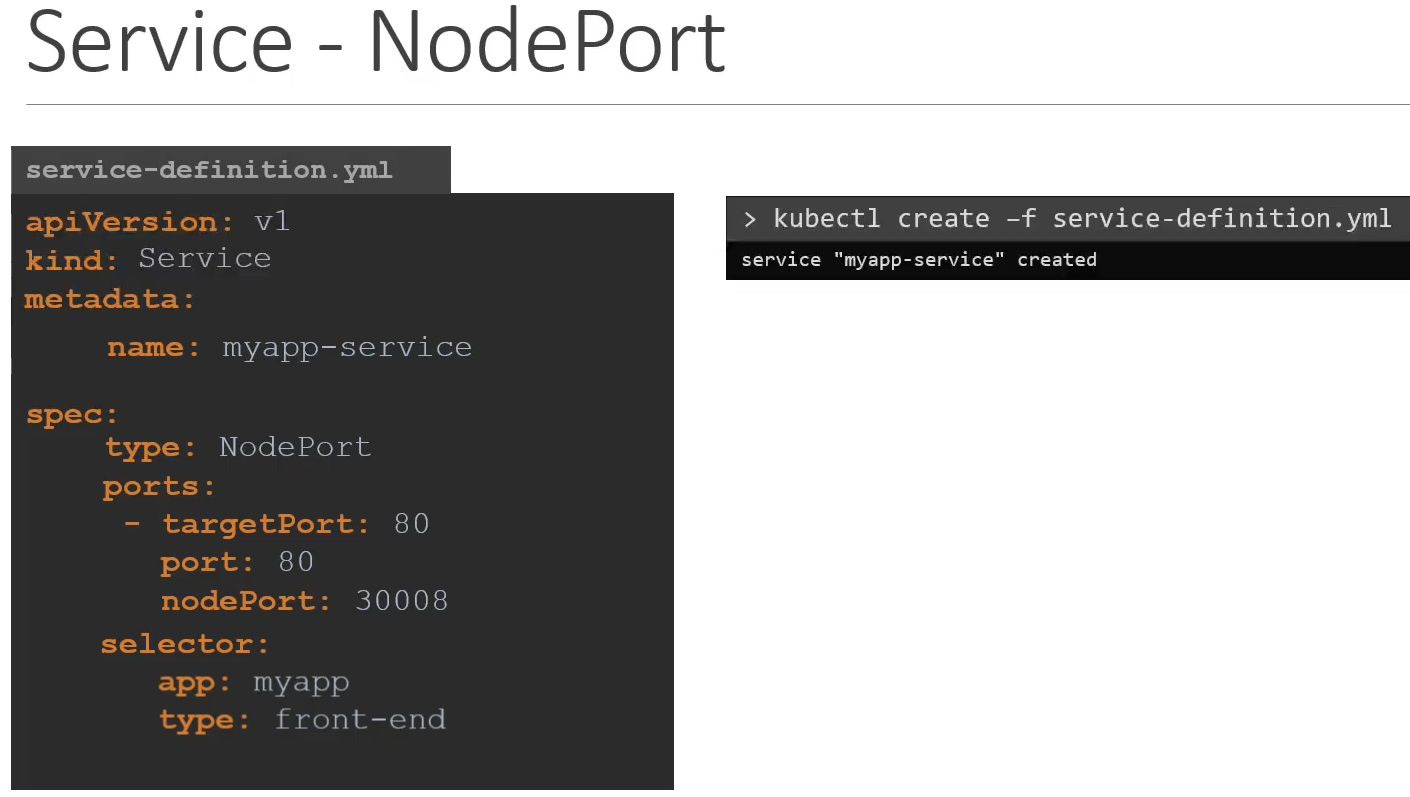 Service - NodePort
service-definition.yml
apiVersion: v1
kind: Service
metadata:
name: myapp-service
spec:
type: NodePort
ports:
- targetPort: 80
port: 80
nodePort: 30008
selector:
app: myapp
type: front-end
> kubectl create –f service-definition.yml
service "myapp-service" created